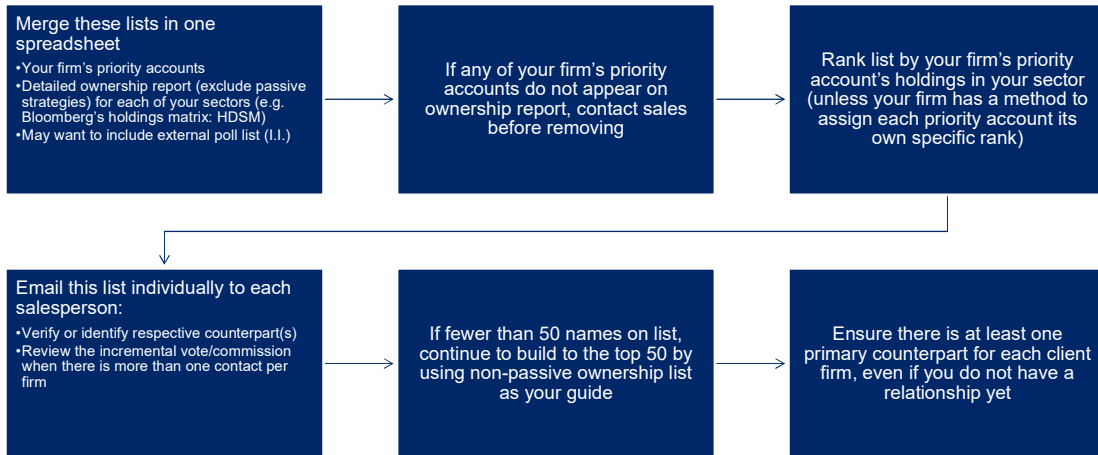 Merge these lists in one
spreadsheet
•Your firm's priority accounts
•Detailed ownership report (exclude passive
strategies) for each of your sectors (e.g.
Bloomberg's holdings matrix: HDSM)
•May want to include external poll list (I.I.)
If any of your firm's priority
accounts do not appear on
ownership report, contact sales
before removing
Rank list by your firm's priority
account's holdings in your sector
(unless your firm has a method to
assign each priority account its
own specific rank)
Email this list individually to each
salesperson:
•Verify or identify respective counterpart(s)
•Review the incremental vote/commission
when there is more than one contact per
firm
If fewer than 50 names on list,
continue to build to the top 50 by
using non-passive ownership list
as your guide
Ensure there is at least one
primary counterpart for each client
firm, even if you do not have a
relationship yet